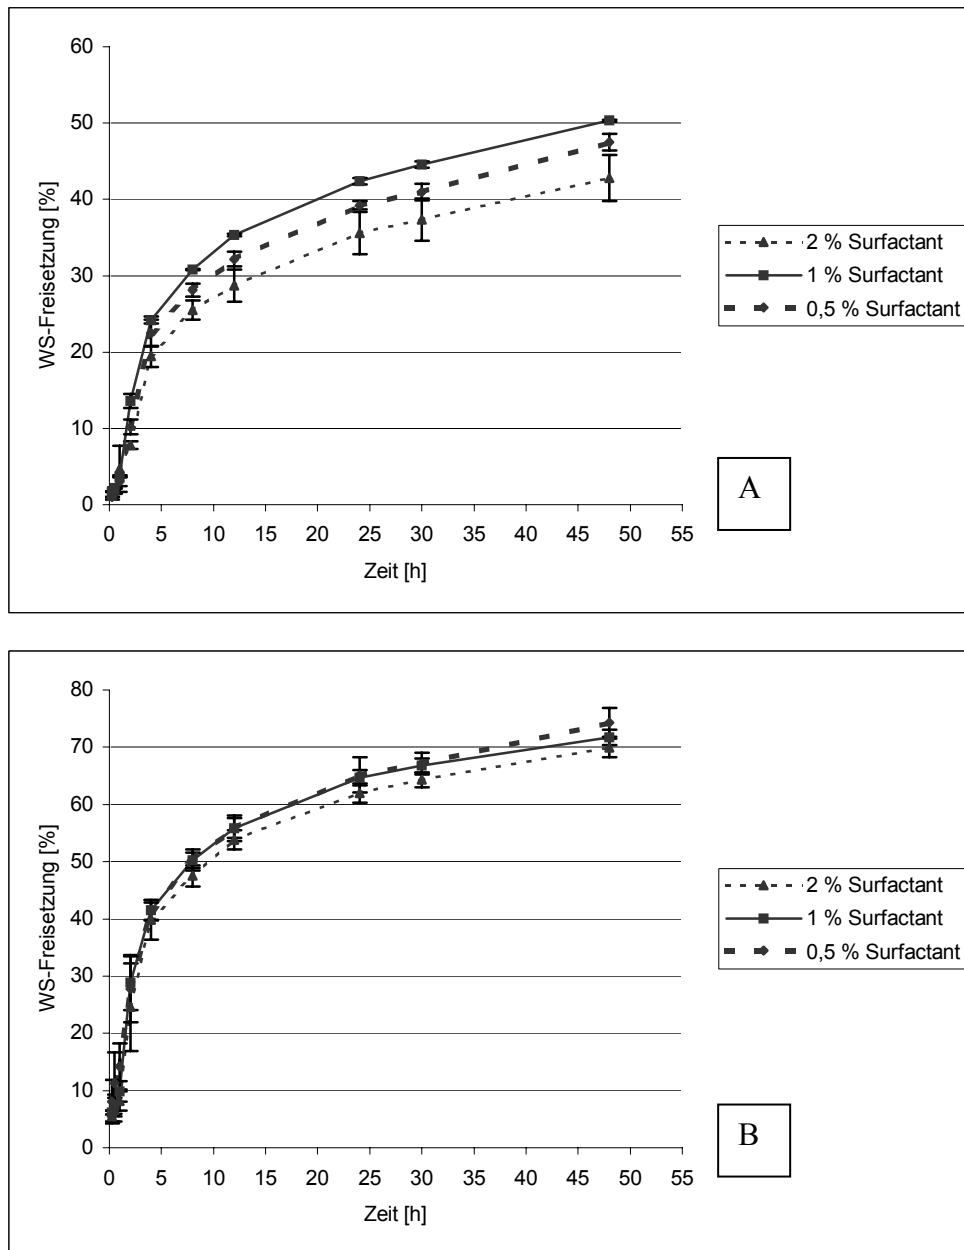 60
50
40
30
20
10
0
WS-Freisetzung [%]
0 5 10 15 20 25 30 35 40 45 50 55
Zeit [h]
2 % Surfactant
1 % Surfactant
0,5 % Surfactant
A
80
70
60
50
40
30
20
10
0
WS-Freisetzung [%]
0 5 10 15 20 25 30 35 40 45 50 55
Zeit [h]
2 % Surfactant
1 % Surfactant
0,5 % Surfactant
B